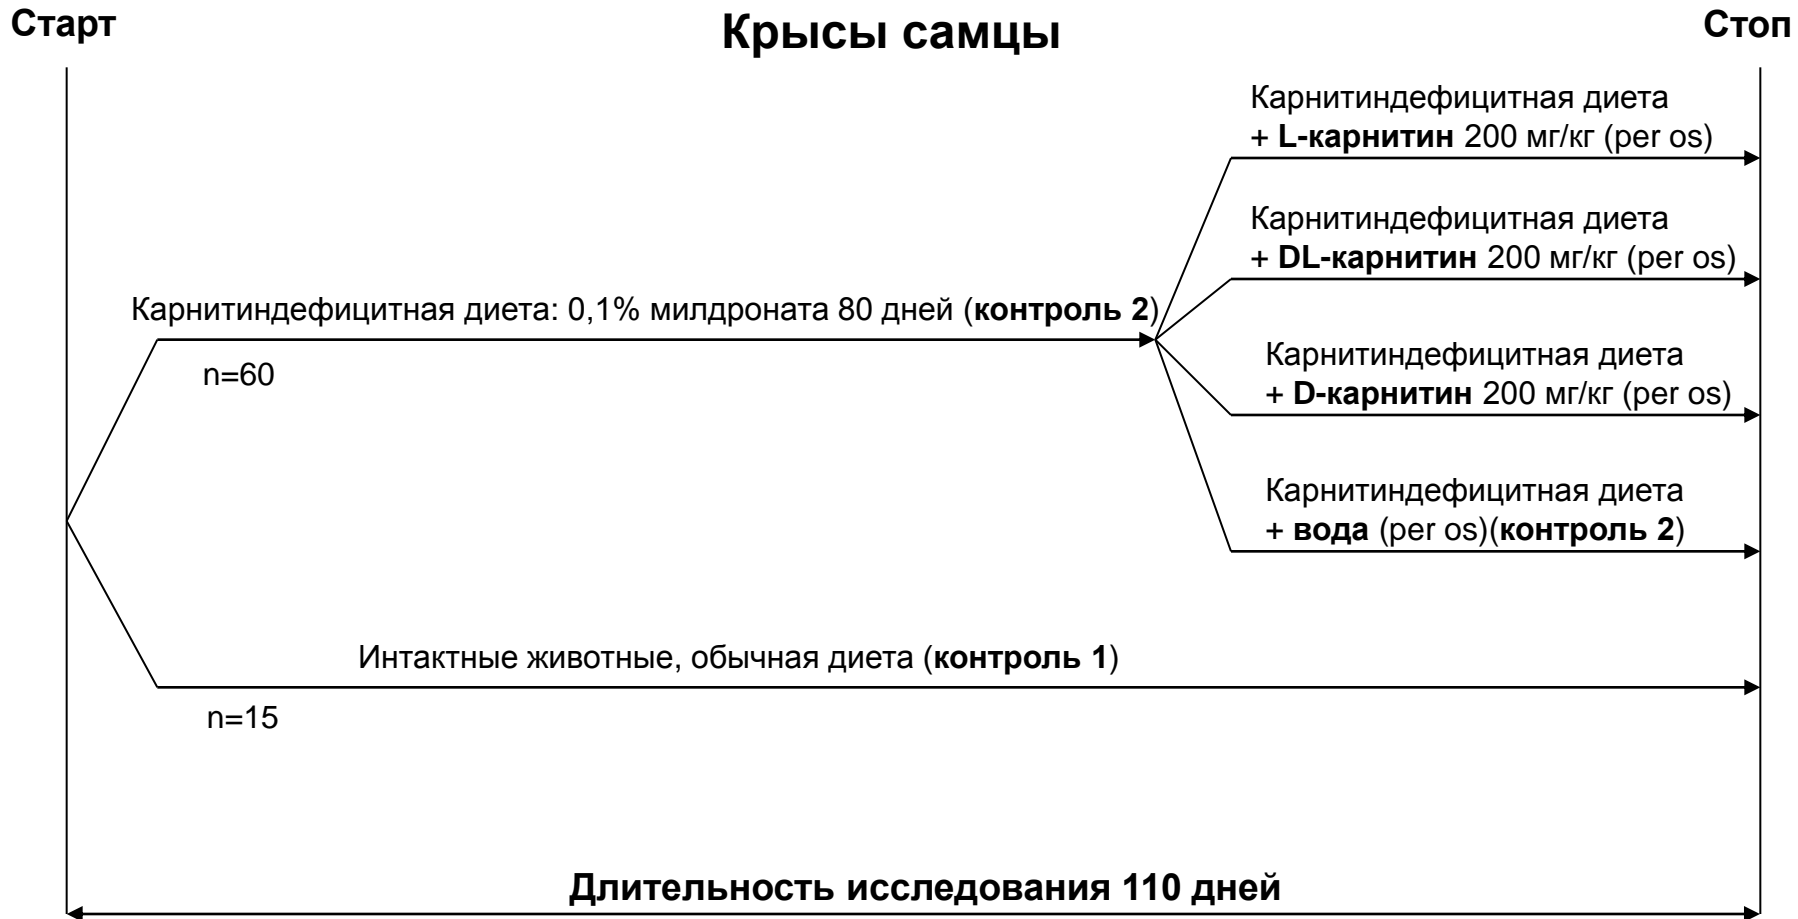 Старт
Крысы самцы
Стоп
Карнитиндефицитная диета
+ L-карнитин 200 мг/кг (per os)
Карнитиндефицитная диета
+ DL-карнитин 200 мг/кг (per os)
Карнитиндефицитная диета: 0,1% милдроната 80 дней (контроль 2)
n=60
Карнитиндефицитная диета
+ D-карнитин 200 мг/кг (per os)
Карнитиндефицитная диета
+ вода (per os)(контроль 2)
Интактные животные, обычная диета (контроль 1)
n=15
Длительность исследования 110 дней